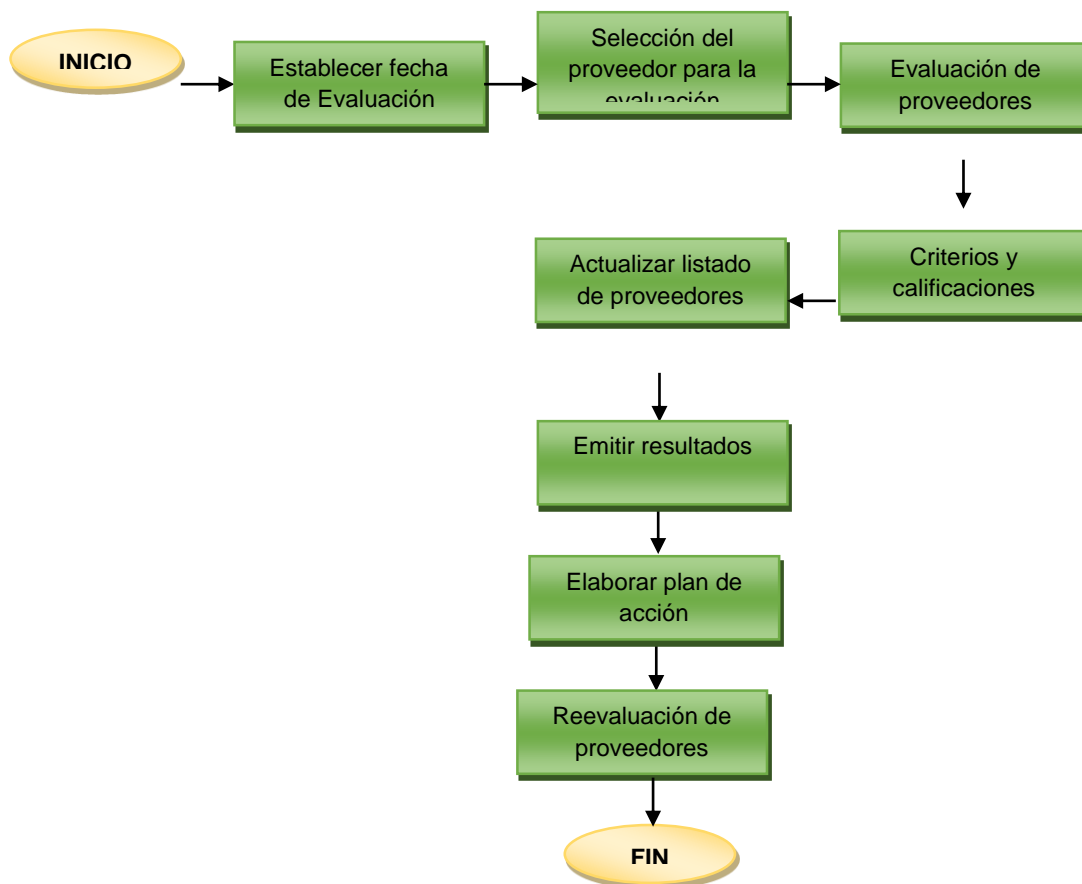 INICIO
Establecer fecha
de Evaluación
Selección del
proveedor para la
evaluación
Evaluación de
proveedores
Criterios y
calificaciones
Actualizar listado
de proveedores
Emitir resultados
Elaborar plan de
acción
Reevaluación de
proveedores
FIN